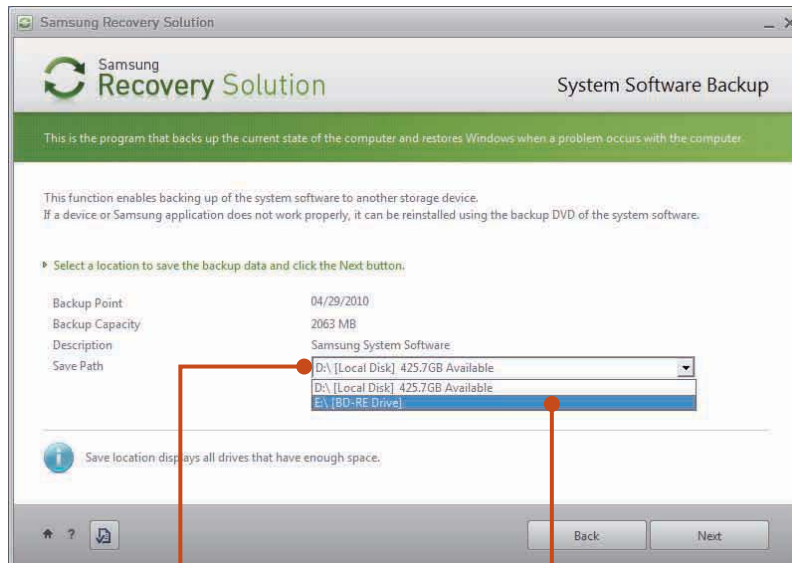 Samsung Recovery Solution
Samsung
Recovery Solution
System Software Backup
This is the program that backs up the current state of the computer and restores Windows when a problem occurs with the computer.
This function enables backing up of the system software to another storage device.
If a device or Samsung application does not work properly, it can be reinstalled using the backup DVD of the system software.
Select a location to save the backup data and click the Next button.
Backup Point 04/29/2010
Backup Capacity 2063 MB
Description Samsung System Software
Save Path D:\ [Local Disk] 425.7GB Available
D:\ [Local Disk] 425.7GB Available
E:\ [BD-RE Drive]
Save location displays all drives that have enough space.
? Back Next